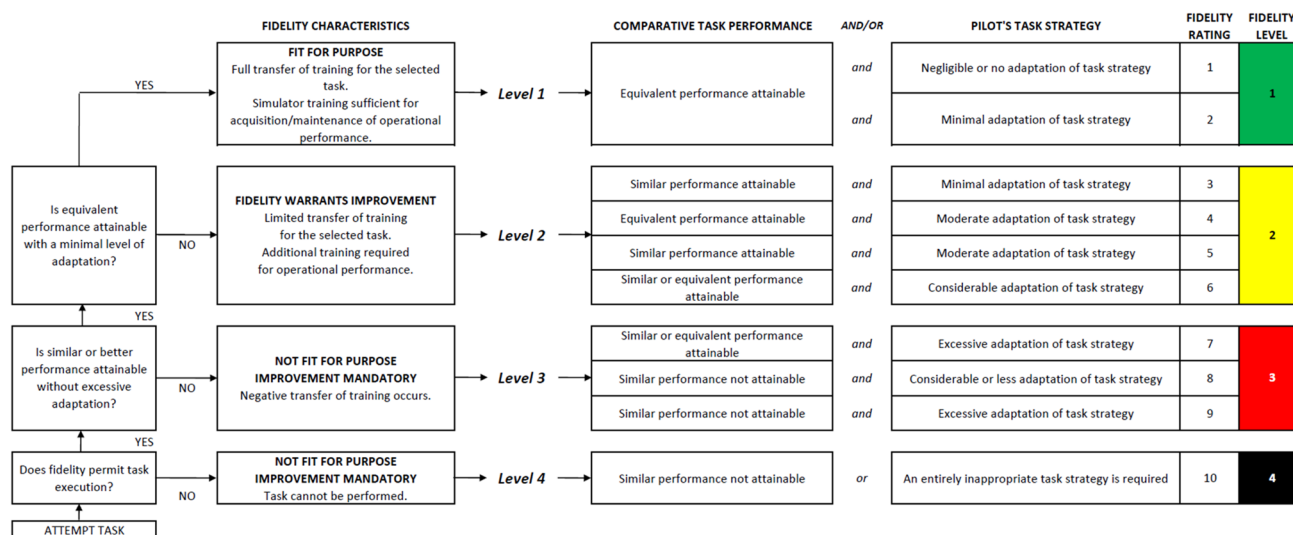 FIDELITY CHARACTERISTICS
COMPARATIVE TASK PERFORMANCE
AND/OR
PILOT'S TASK STRATEGY
FIDELITY
RATING
FIDELITY
LEVEL
YES
FIT FOR PURPOSE
Full transfer of training for the selected
task.
Simulator training sufficient for
acquisition/maintenance of operational
performance.
Level 1
Equivalent performance attainable
and
Negligible or no adaptation of task strategy
1
and
Minimal adaptation of task strategy
2
1
Is equivalent
performance attainable
with a minimal level of
adaptation?
NO
FIDELITY WARRANTS IMPROVEMENT
Limited transfer of training
for the selected task.
Additional training required
for operational performance.
Level 2
Similar performance attainable
and
Minimal adaptation of task strategy
3
Equivalent performance attainable
and
Moderate adaptation of task strategy
4
Similar performance attainable
and
Moderate adaptation of task strategy
5
Similar or equivalent performance
attainable
and
Considerable adaptation of task strategy
6
2
YES
Is similar or better
performance attainable
without excessive
adaptation?
NO
NOT FIT FOR PURPOSE
IMPROVEMENT MANDATORY
Negative transfer of training occurs.
Level 3
Similar or equivalent performance
attainable
and
Excessive adaptation of task strategy
7
Similar performance not attainable
and
Considerable or less adaptation of task strategy
8
Similar performance not attainable
and
Excessive adaptation of task strategy
9
3
YES
Does fidelity permit task
execution?
NO
NOT FIT FOR PURPOSE
IMPROVEMENT MANDATORY
Task cannot be performed.
Level 4
Similar performance not attainable
or
An entirely inappropriate task strategy is required
10
4
ATTEMPT TASK